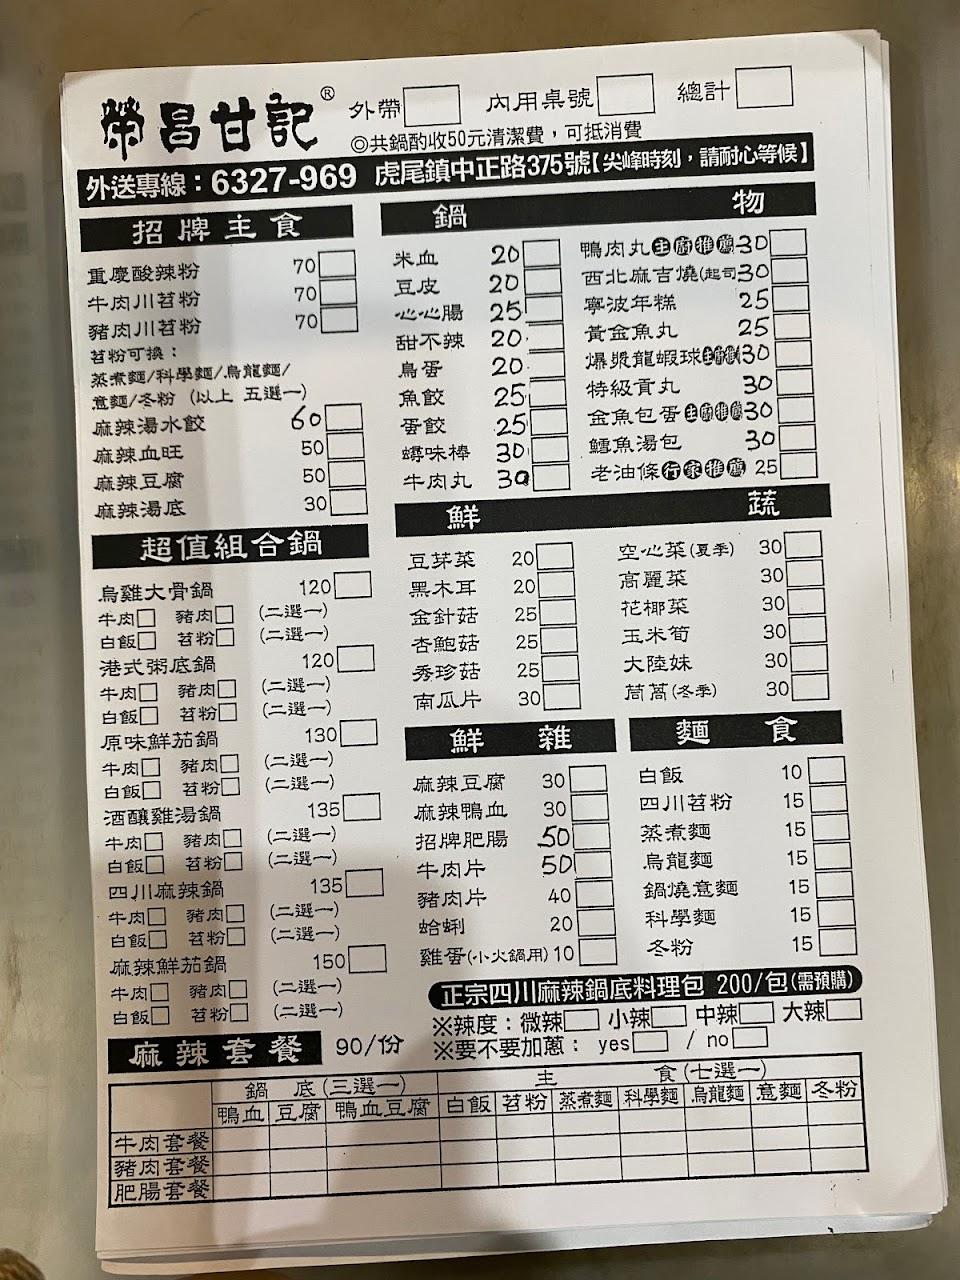 榮昌甘記® 外帶 內用桌號 總計
◎共鍋酌收50元清潔費，可抵消費
外送專線：6327-969 虎尾鎮中正路375號【尖峰時刻，請耐心等候】
招牌主食
重慶酸辣粉 70
牛肉川苕粉 70
豬肉川苕粉 70
苕粉可換：
蒸煮麵/科學麵/烏龍麵/
意麵/冬粉 (以上 五選一)
麻辣湯水餃 60
麻辣血旺 50
麻辣豆腐 50
麻辣湯底 30
超值組合鍋
烏雞大骨鍋 120
牛肉 豬肉 (二選一)
白飯 苕粉 (二選一)
港式粥底鍋 120
牛肉 豬肉 (二選一)
白飯 苕粉 (二選一)
原味鮮茄鍋 130
牛肉 豬肉 (二選一)
白飯 苕粉 (二選一)
酒釀雞湯鍋 135
牛肉 豬肉 (二選一)
白飯 苕粉 (二選一)
四川麻辣鍋 135
牛肉 豬肉 (二選一)
白飯 苕粉 (二選一)
麻辣鮮茄鍋 150
牛肉 豬肉 (二選一)
白飯 苕粉 (二選一)
鍋物
米血 20
豆皮 20
心心腸 25
甜不辣 20
鳥蛋 20
魚餃 25
蛋餃 25
蟳味棒 30
牛肉丸 30
鴨肉丸主廚推薦 30
西北麻吉燒(起司 30
寧波年糕 25
黃金魚丸 25
爆漿龍蝦球主廚推 30
特級貢丸 30
金魚包蛋主廚推薦 30
鱈魚湯包 30
老油條行家推薦 25
鮮蔬
豆芽菜 20
黑木耳 20
金針菇 25
杏鮑菇 25
秀珍菇 25
南瓜片 30
空心菜(夏季) 30
高麗菜 30
花椰菜 30
玉米筍 30
大陸妹 30
茼萵(冬季) 30
鮮雜
麻辣豆腐 30
麻辣鴨血 30
招牌肥腸 50
牛肉片 50
豬肉片 40
蛤蜊 20
雞蛋(小火鍋用) 10
麵食
白飯 10
四川苕粉 15
蒸煮麵 15
烏龍麵 15
鍋燒意麵 15
科學麵 15
冬粉 15
正宗四川麻辣鍋底料理包 200/包(需預購)
※辣度：微辣 小辣 中辣 大辣
※要不要加蔥： yes / no
麻辣套餐 90/份
鍋底(三選一) 主食(七選一)
鴨血 豆腐 鴨血豆腐 白飯 苕粉 蒸煮麵 科學麵 烏龍麵 意麵 冬粉
牛肉套餐
豬肉套餐
肥腸套餐